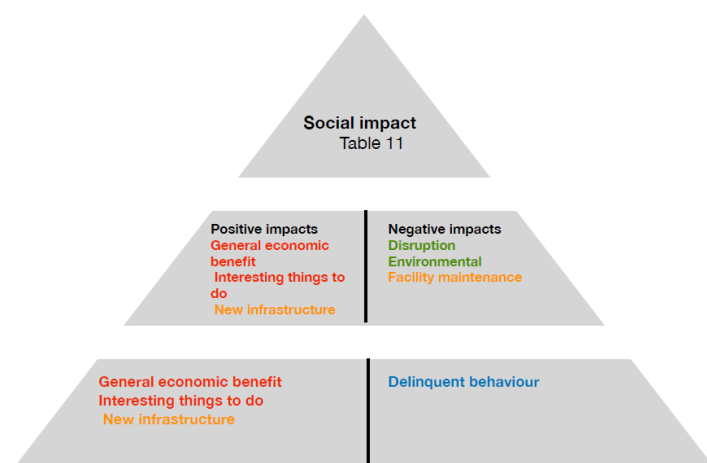 Social impact
Table 11
Positive impacts
General economic
benefit
Interesting things to
do
New infrastructure
Negative impacts
Disruption
Environmental
Facility maintenance
General economic benefit
Interesting things to do
New infrastructure
Delinquent behaviour